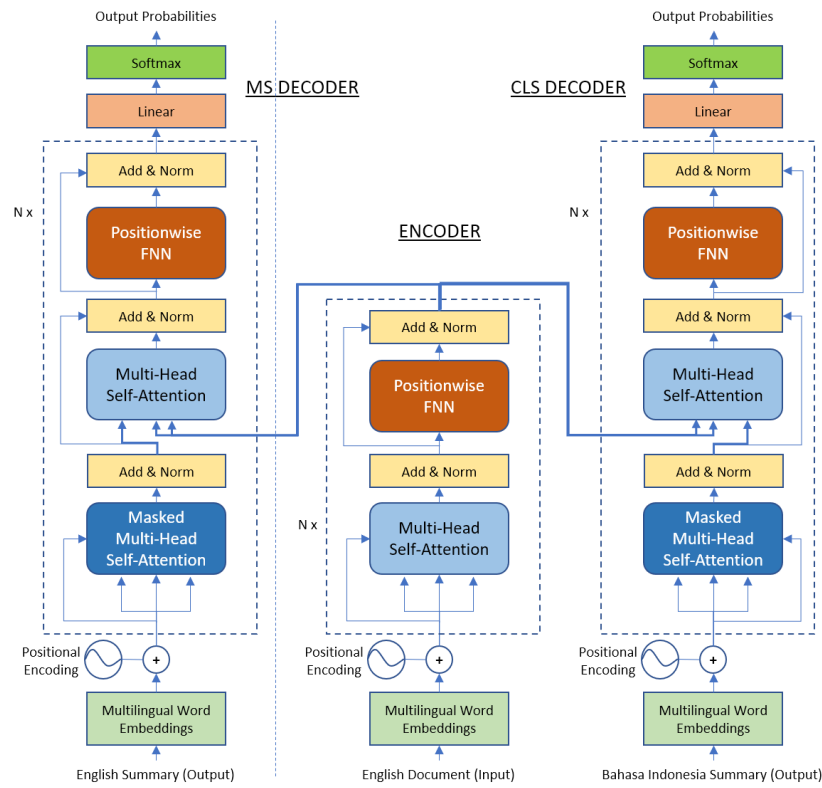 Output Probabilities
Softmax
Linear
MS DECODER
Add & Norm
N x
Positionwise
FNN
Add & Norm
Multi-Head
Self-Attention
Add & Norm
Masked
Multi-Head
Self-Attention
Positional
Encoding
+
Multilingual Word
Embeddings
English Summary (Output)
ENCODER
Add & Norm
Positionwise
FNN
Add & Norm
N x
Multi-Head
Self-Attention
Positional
Encoding
+
Multilingual Word
Embeddings
English Document (Input)
Output Probabilities
Softmax
CLS DECODER
Linear
Add & Norm
N x
Positionwise
FNN
Add & Norm
Multi-Head
Self-Attention
Add & Norm
Masked
Multi-Head
Self-Attention
Positional
Encoding
+
Multilingual Word
Embeddings
Bahasa Indonesia Summary (Output)